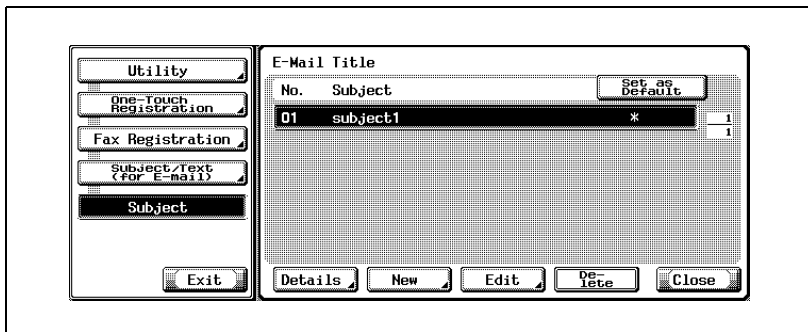 Utility
One-Touch
Registration
Fax Registration
Subject/Text
(for E-mail)
Subject
Exit
E-Mail Title
No. Subject Set as
Default
01 subject1 *
1
1
Details New Edit De-
lete Close